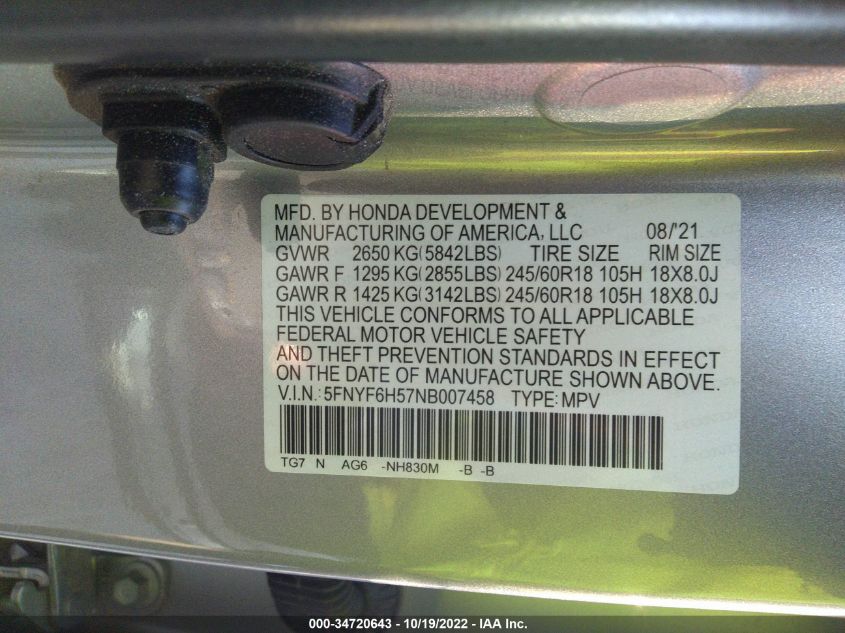 MFD. BY HONDA DEVELOPMENT &
MANUFACTURING OF AMERICA, LLC 08/'21
GVWR 2650 KG(5842LBS) TIRE SIZE RIM SIZE
GAWR F 1295 KG(2855LBS) 245/60R18 105H 18X8.0J
GAWR R 1425 KG(3142LBS) 245/60R18 105H 18X8.0J
THIS VEHICLE CONFORMS TO ALL APPLICABLE
FEDERAL MOTOR VEHICLE SAFETY
AND THEFT PREVENTION STANDARDS IN EFFECT
ON THE DATE OF MANUFACTURE SHOWN ABOVE.
V.I.N.: 5FNYF6H57NB007458 TYPE: MPV
TG7 N AG6 -NH830M -B -B
000-34720643 - 10/19/2022 - IAA Inc.